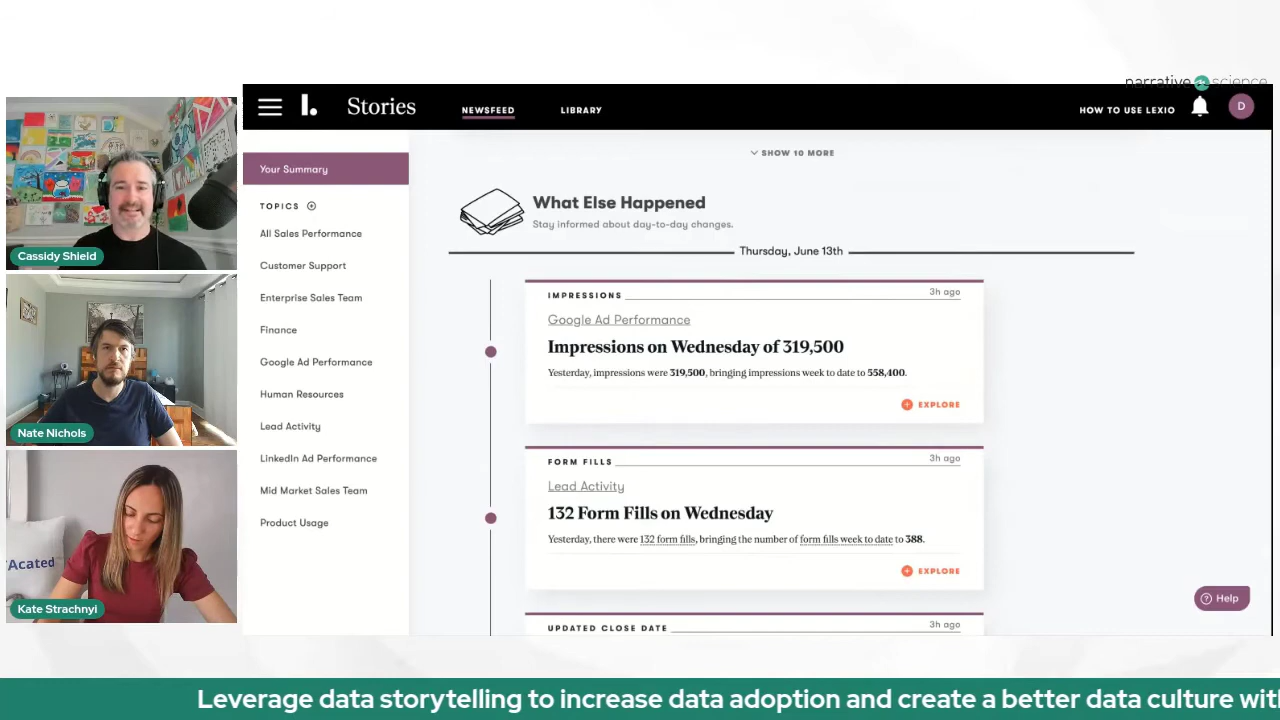 narrative science
Stories
NEWSFEED
LIBRARY
HOW TO USE LEXIO
D
Your Summary
TOPICS
All Sales Performance
Customer Support
Enterprise Sales Team
Finance
Google Ad Performance
Human Resources
Lead Activity
LinkedIn Ad Performance
Mid Market Sales Team
Product Usage
SHOW 10 MORE
What Else Happened
Stay informed about day-to-day changes.
Thursday, June 13th
IMPRESSIONS
3h ago
Google Ad Performance
Impressions on Wednesday of 319,500
Yesterday, impressions were 319,500, bringing impressions week to date to 558,400.
EXPLORE
FORM FILLS
3h ago
Lead Activity
132 Form Fills on Wednesday
Yesterday, there were 132 form fills, bringing the number of form fills week to date to 388.
EXPLORE
UPDATED CLOSE DATE
3h ago
Help
Cassidy Shield
Nate Nichols
Acated
Kate Strachnyi
Leverage data storytelling to increase data adoption and create a better data culture wit